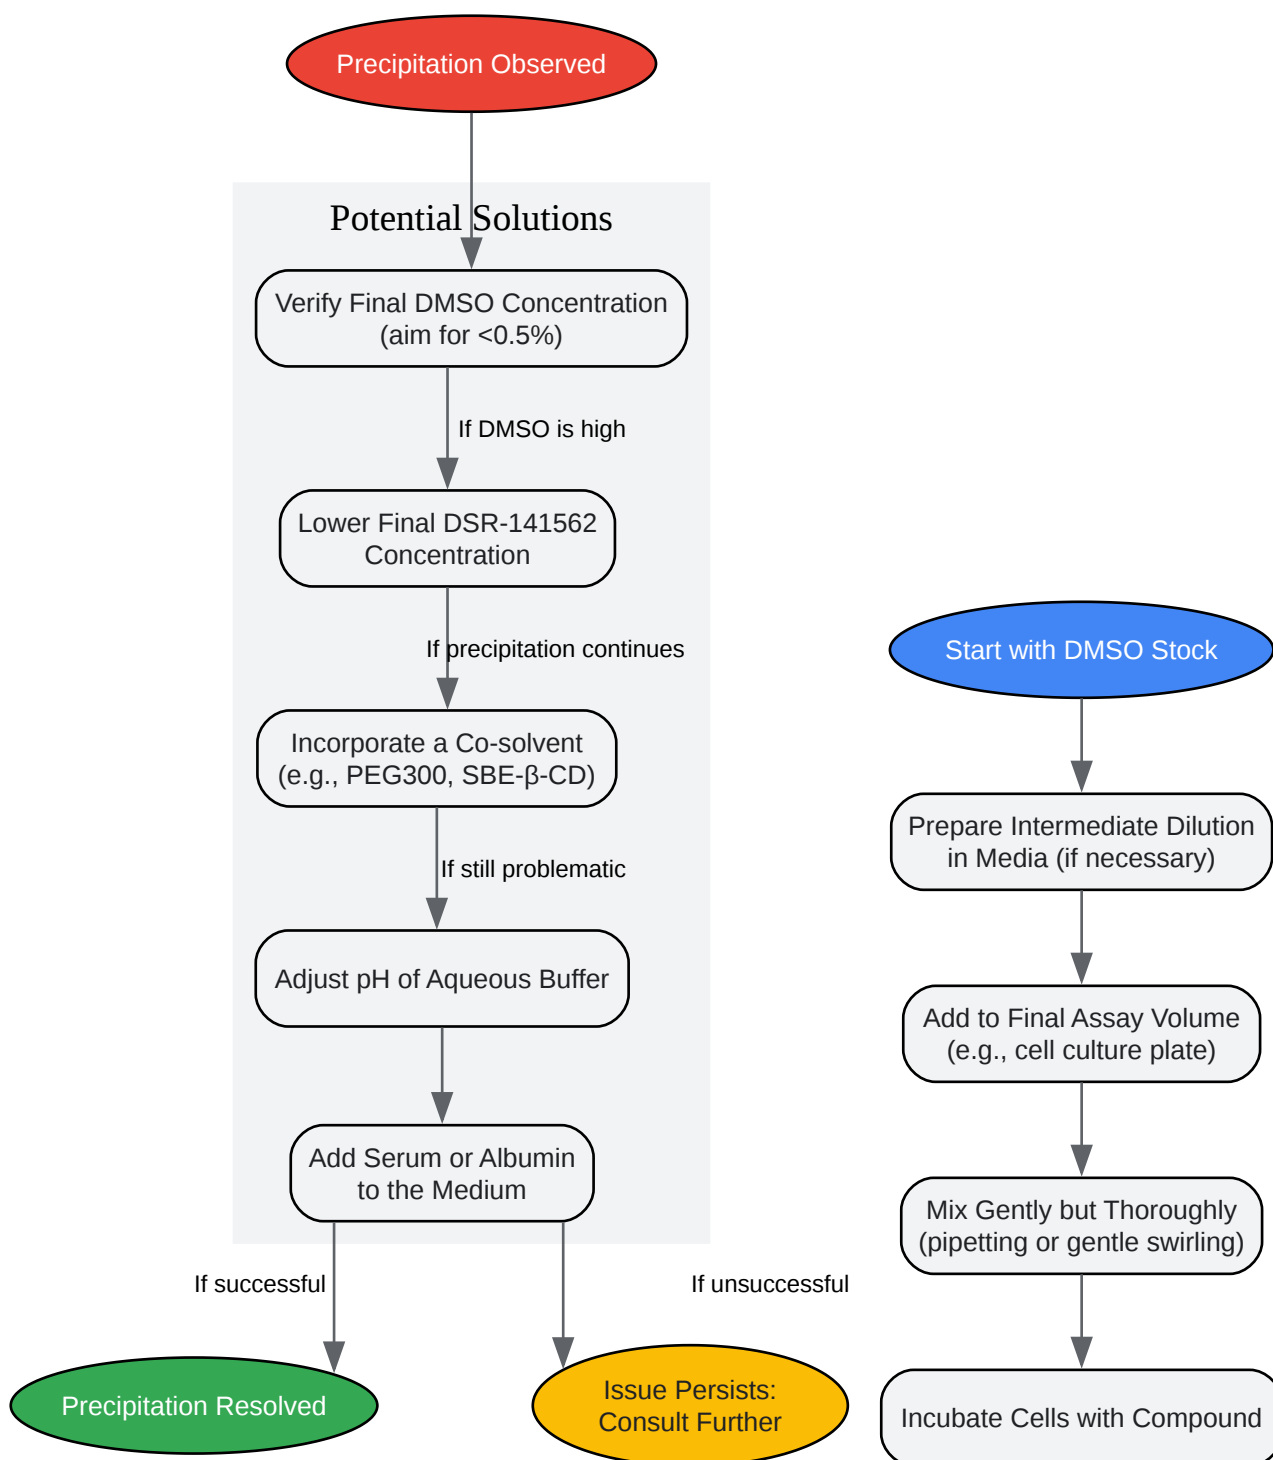 Precipitation Observed
Potential Solutions
Verify Final DMSO Concentration
(aim for <0.5%)
If DMSO is high
Lower Final DSR-141562
Concentration
If precipitation continues
Incorporate a Co-solvent
(e.g., PEG300, SBE-β-CD)
If still problematic
Adjust pH of Aqueous Buffer
Add Serum or Albumin
to the Medium
If successful
If unsuccessful
Precipitation Resolved
Issue Persists:
Consult Further
Start with DMSO Stock
Prepare Intermediate Dilution
in Media (if necessary)
Add to Final Assay Volume
(e.g., cell culture plate)
Mix Gently but Thoroughly
(pipetting or gentle swirling)
Incubate Cells with Compound